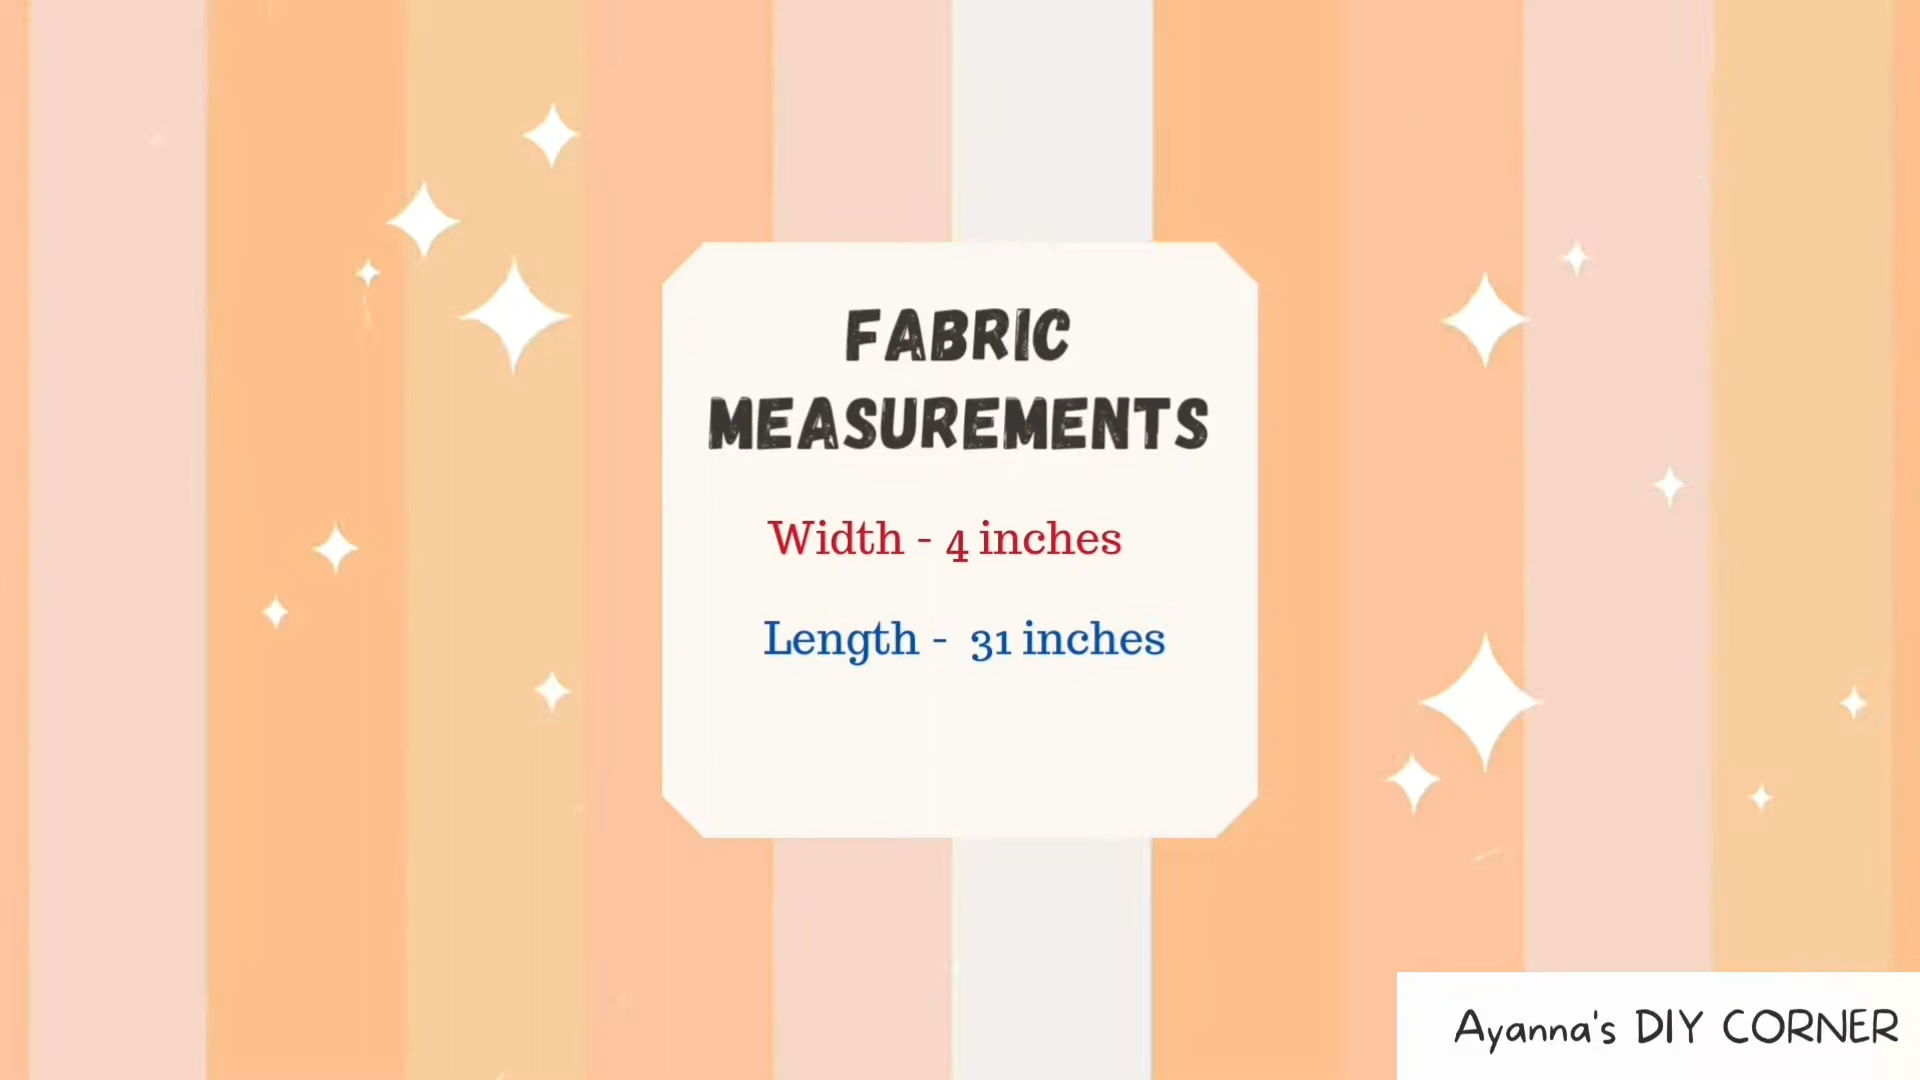 FABRIC
MEASUREMENTS
Width - 4 inches
Length - 31 inches
Ayanna's DIY CORNER